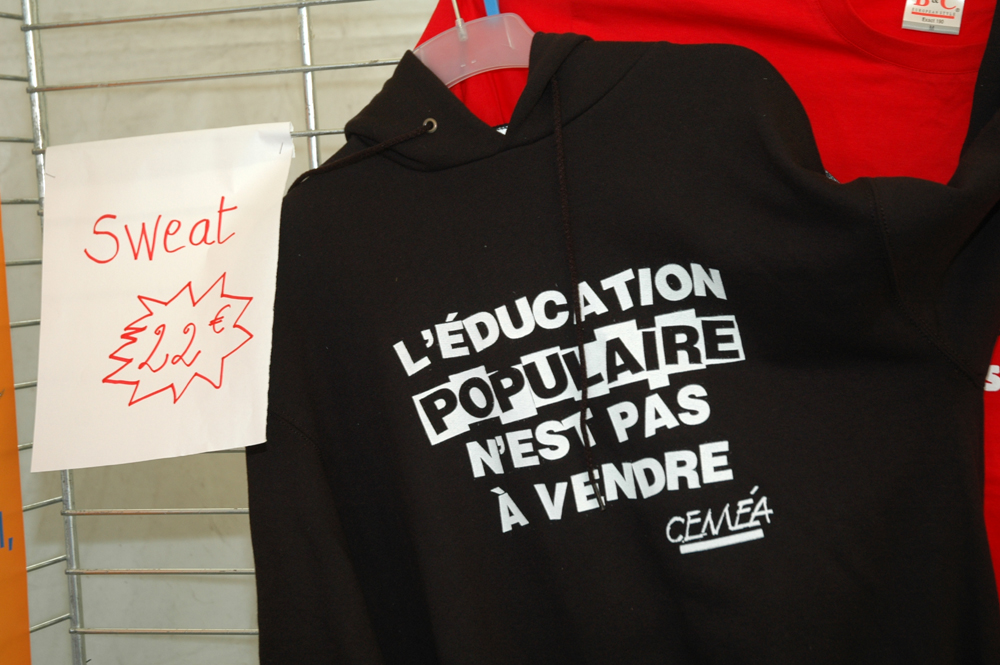 Sweat
22€
L'ÉDUCATION
POPULAIRE
N'EST PAS
À VENDRE
CEMÉA
B&C